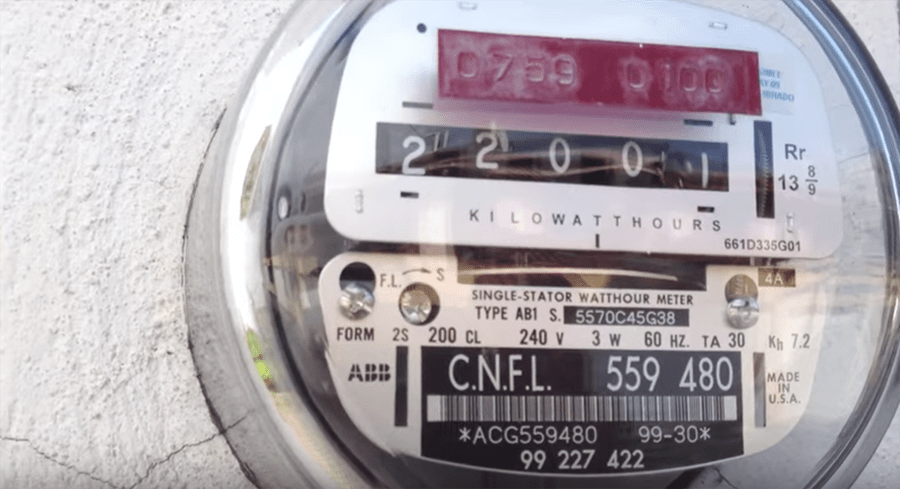 0759 0100
22001
Rr
13 8/9
KILOWATTHOURS
661D335G01
F.L. S
4A
SINGLE-STATOR WATTHOUR METER
TYPE AB1 S. 5570C45G38
FORM 2S 200 CL 240 V 3 W 60 HZ. TA 30 Kh 7.2
ABB
C.N.F.L. 559 480
MADE
IN
U.S.A.
*ACG559480 99-30*
99 227 422